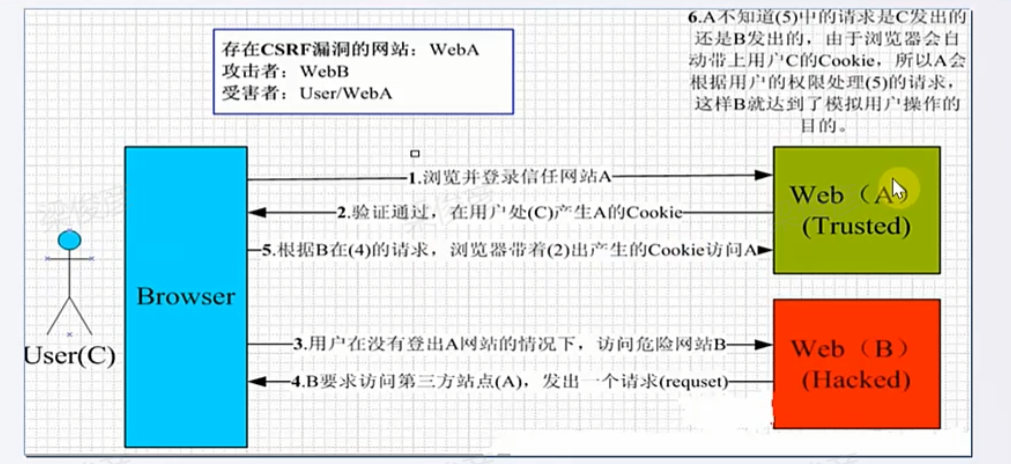 存在CSRF漏洞的网站：WebA
攻击者：WebB
受害者：User/WebA
6.A不知道(5)中的请求是C发出的
还是B发出的，由于浏览器会自
动带上用户C的Cookie，所以A会
根据用户的权限处理(5)的请求，
这样B就达到了模拟用户操作的
目的。
1.浏览并登录信任网站A
2.验证通过，在用户处(C)产生A的Cookie
5.根据B在(4)的请求，浏览器带着(2)出产生的Cookie访问A
Web（A）
(Trusted)
Browser
User(C)
3.用户在没有登出A网站的情况下，访问危险网站B
4.B要求访问第三方站点(A)，发出一个请求(requset)
Web（B）
(Hacked)